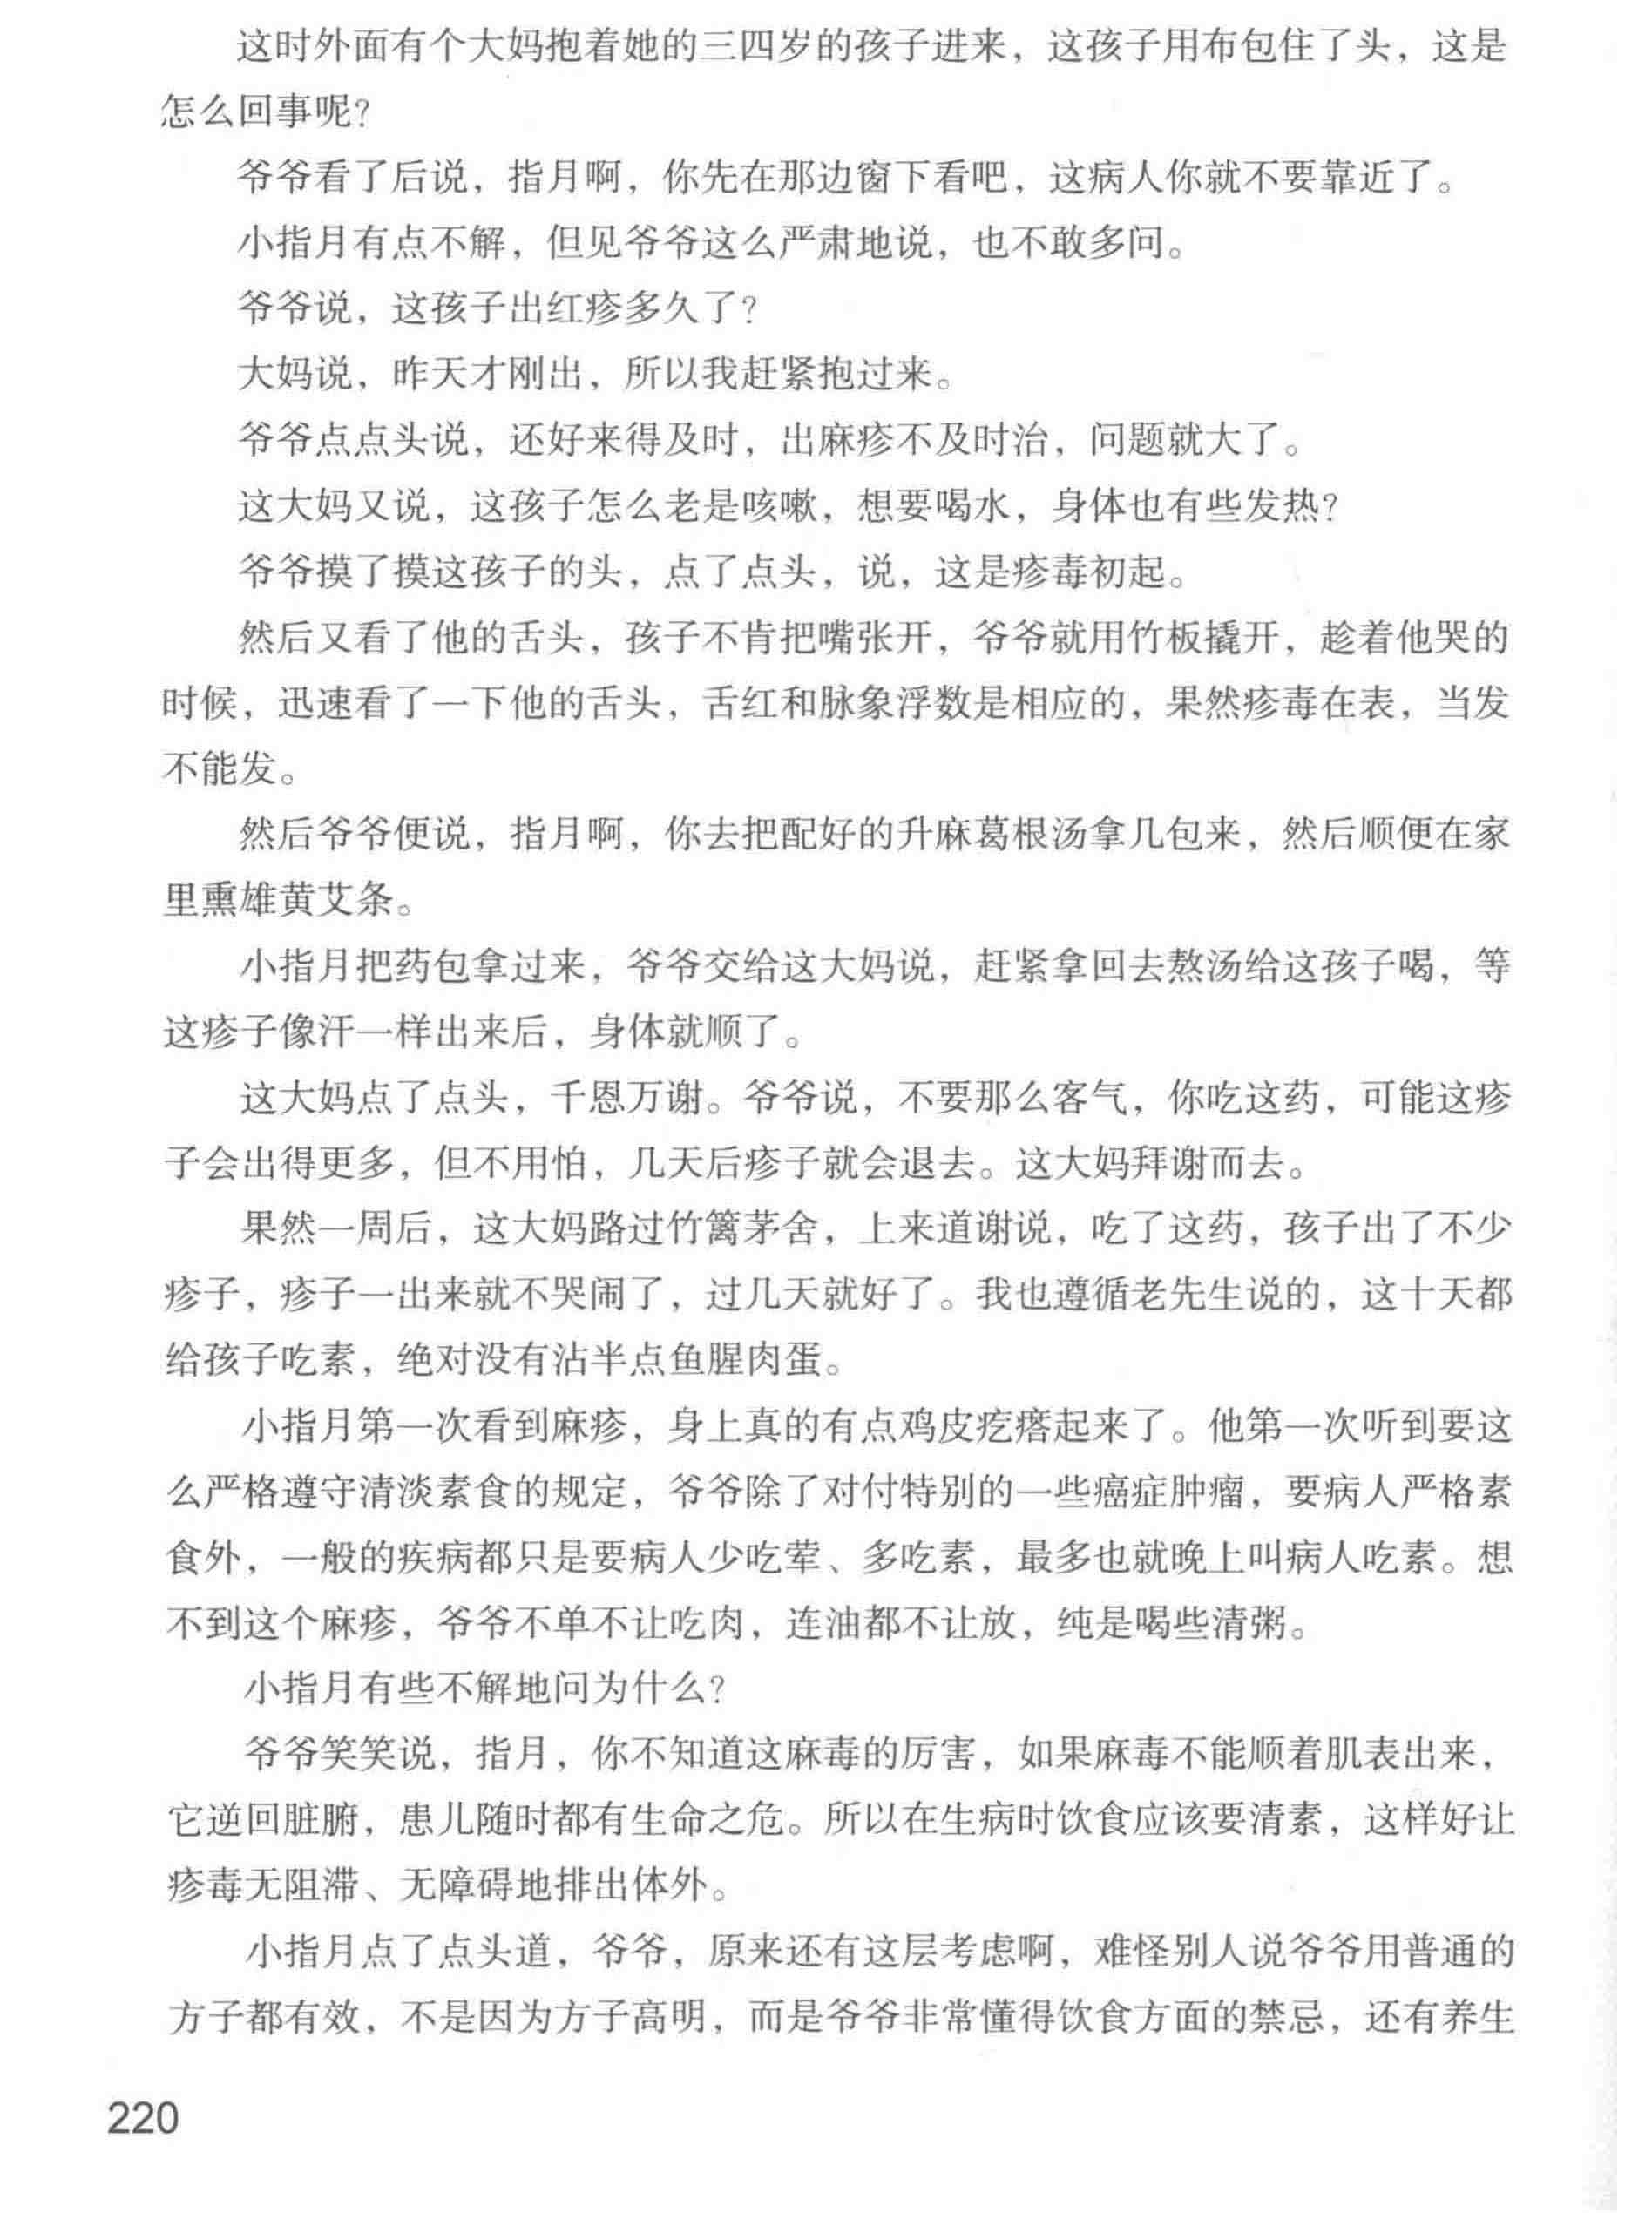 这时外面有个大妈抱着她的三四岁的孩子进来，这孩子用布包住了头，这是
怎么回事呢？
爷爷看了后说，指月啊，你先在那边窗下看吧，这病人你就不要靠近了。
小指月有点不解，但见爷爷这么严肃地说，也不敢多问。
爷爷说，这孩子出红疹多久了？
大妈说，昨天才刚出，所以我赶紧抱过来。
爷爷点点头说，还好来得及时，出麻疹不及时治，问题就大了。
这大妈又说，这孩子怎么老是咳嗽，想要喝水，身体也有些发热？
爷爷摸了摸这孩子的头，点了点头，说，这是疹毒初起。
然后又看了他的舌头，孩子不肯把嘴张开，爷爷就用竹板撬开，趁着他哭的
时候，迅速看了一下他的舌头，舌红和脉象浮数是相应的，果然疹毒在表，当发
不能发。
然后爷爷便说，指月啊，你去把配好的升麻葛根汤拿几包来，然后顺便在家
里熏雄黄艾条。
小指月把药包拿过来，爷爷交给这大妈说，赶紧拿回去熬汤给这孩子喝，等
这疹子像汗一样出来后，身体就顺了。
这大妈点了点头，千恩万谢。爷爷说，不要那么客气，你吃这药，可能这疹
子会出得更多，但不用怕，几天后疹子就会退去。这大妈拜谢而去。
果然一周后，这大妈路过竹篱茅舍，上来道谢说，吃了这药，孩子出了不少
疹子，疹子一出来就不哭闹了，过几天就好了。我也遵循老先生说的，这十天都
给孩子吃素，绝对没有沾半点鱼腥肉蛋。
小指月第一次看到麻疹，身上真的有点鸡皮疙瘩起来了。他第一次听到要这
么严格遵守清淡素食的规定，爷爷除了对付特别的一些癌症肿瘤，要病人严格素
食外，一般的疾病都只是要病人少吃荤、多吃素，最多也就晚上叫病人吃素。想
不到这个麻疹，爷爷不单不让吃肉，连油都不让放，纯是喝些清粥。
小指月有些不解地问为什么？
爷爷笑笑说，指月，你不知道这麻毒的厉害，如果麻毒不能顺着肌表出来，
它逆回脏腑，患儿随时都有生命之危。所以在生病时饮食应该要清素，这样好让
疹毒无阻滞、无障碍地排出体外。
小指月点了点头道，爷爷，原来还有这层考虑啊，难怪别人说爷爷用普通的
方子都有效，不是因为方子高明，而是爷爷非常懂得饮食方面的禁忌，还有养生
220